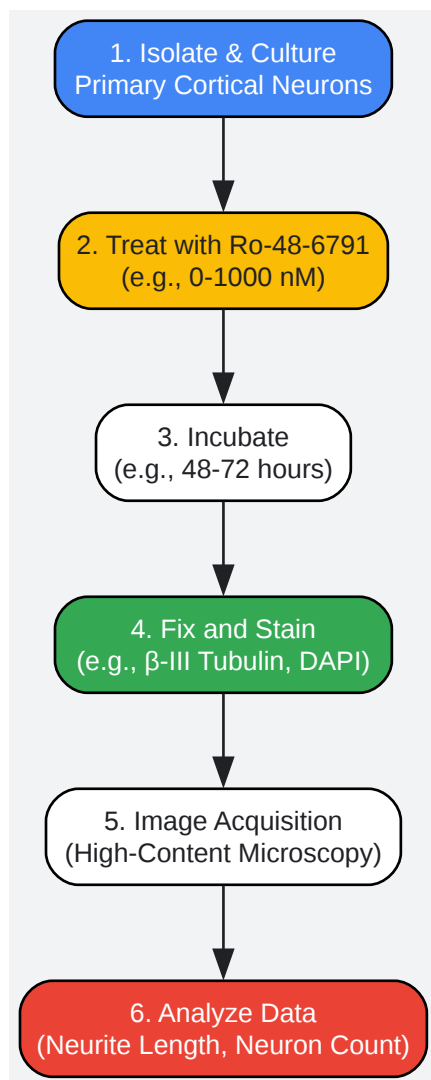 1. Isolate & Culture
Primary Cortical Neurons
2. Treat with Ro-48-6791
(e.g., 0-1000 nM)
3. Incubate
(e.g., 48-72 hours)
4. Fix and Stain
(e.g., β-III Tubulin, DAPI)
5. Image Acquisition
(High-Content Microscopy)
6. Analyze Data
(Neurite Length, Neuron Count)